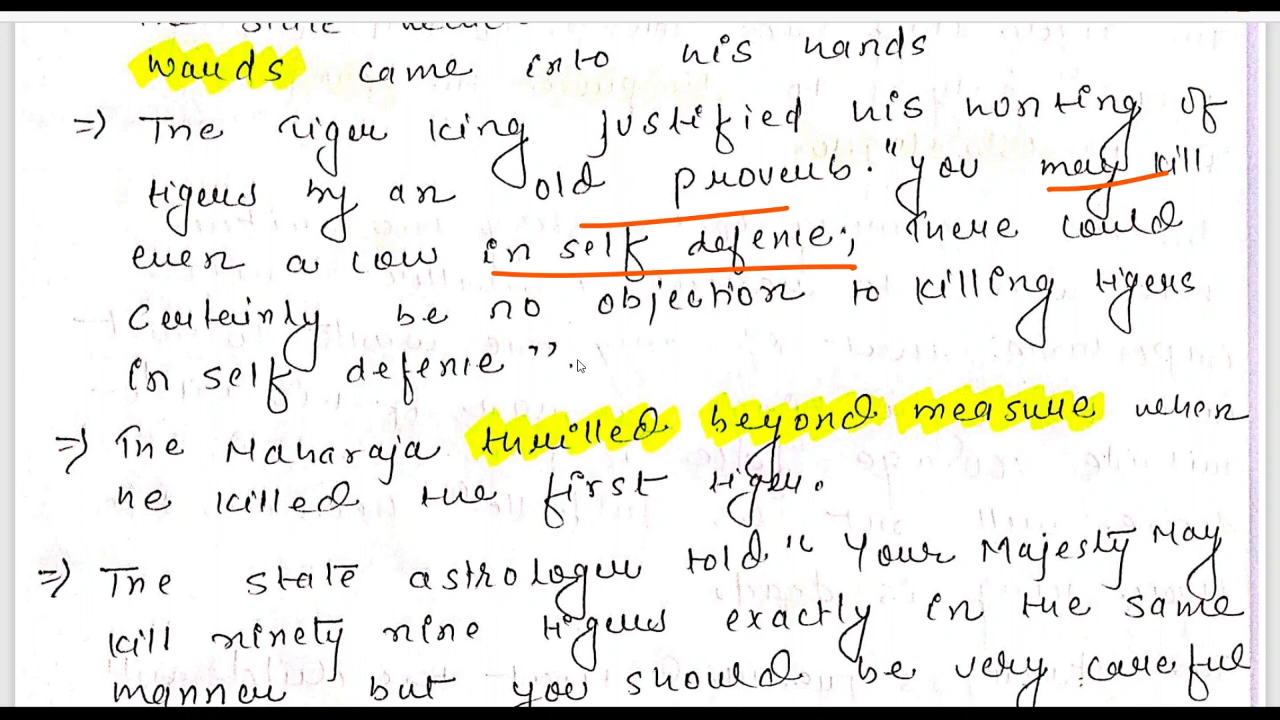 wards came into his hands
=) The Tiger King justified his honting of
tigers by an old proverb. "you may kill
even a cow in self defence; There could
Certainly be no objection to killing tigers
in self defence".
=) The Maharaja thrilled beyond measure when
he killed the first tiger.
=) The state astrologer told "Your Majesty May
kill ninety nine tigers exactly in the same
manner but you should be very careful